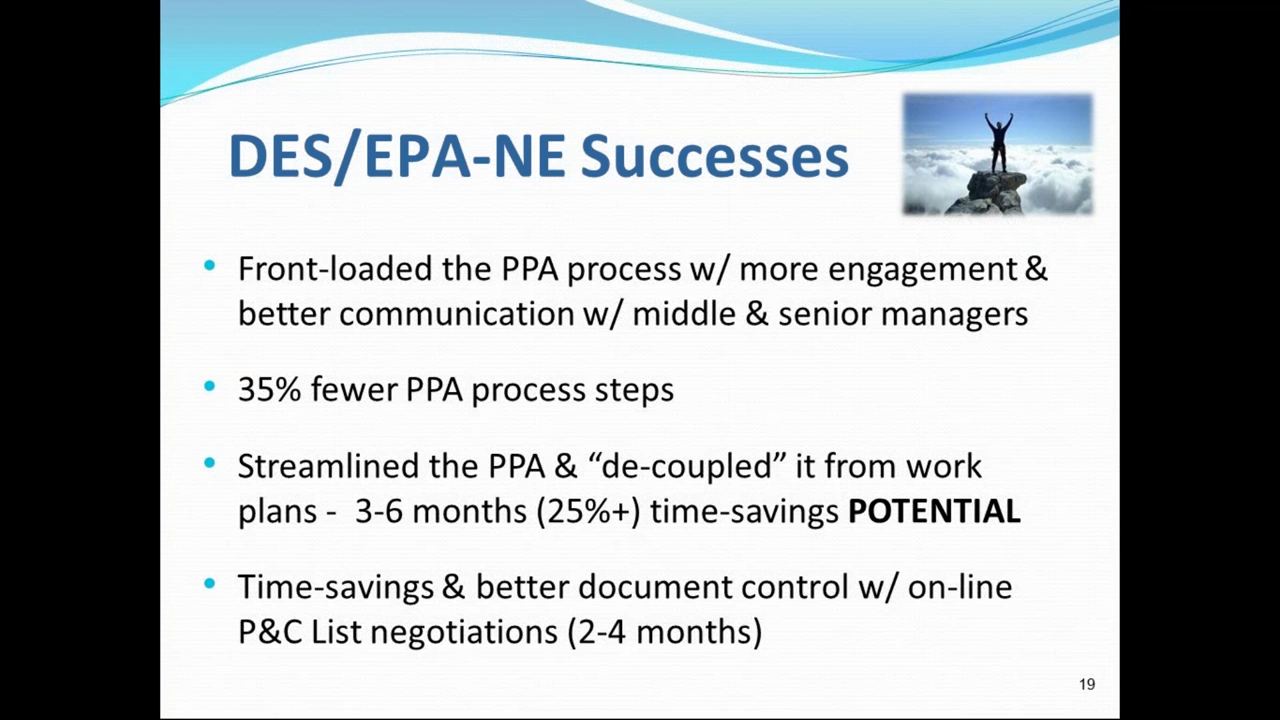 DES/EPA-NE Successes
• Front-loaded the PPA process w/ more engagement &
better communication w/ middle & senior managers
• 35% fewer PPA process steps
• Streamlined the PPA & “de-coupled” it from work
plans -  3-6 months (25%+) time-savings POTENTIAL
• Time-savings & better document control w/ on-line
P&C List negotiations (2-4 months)
19